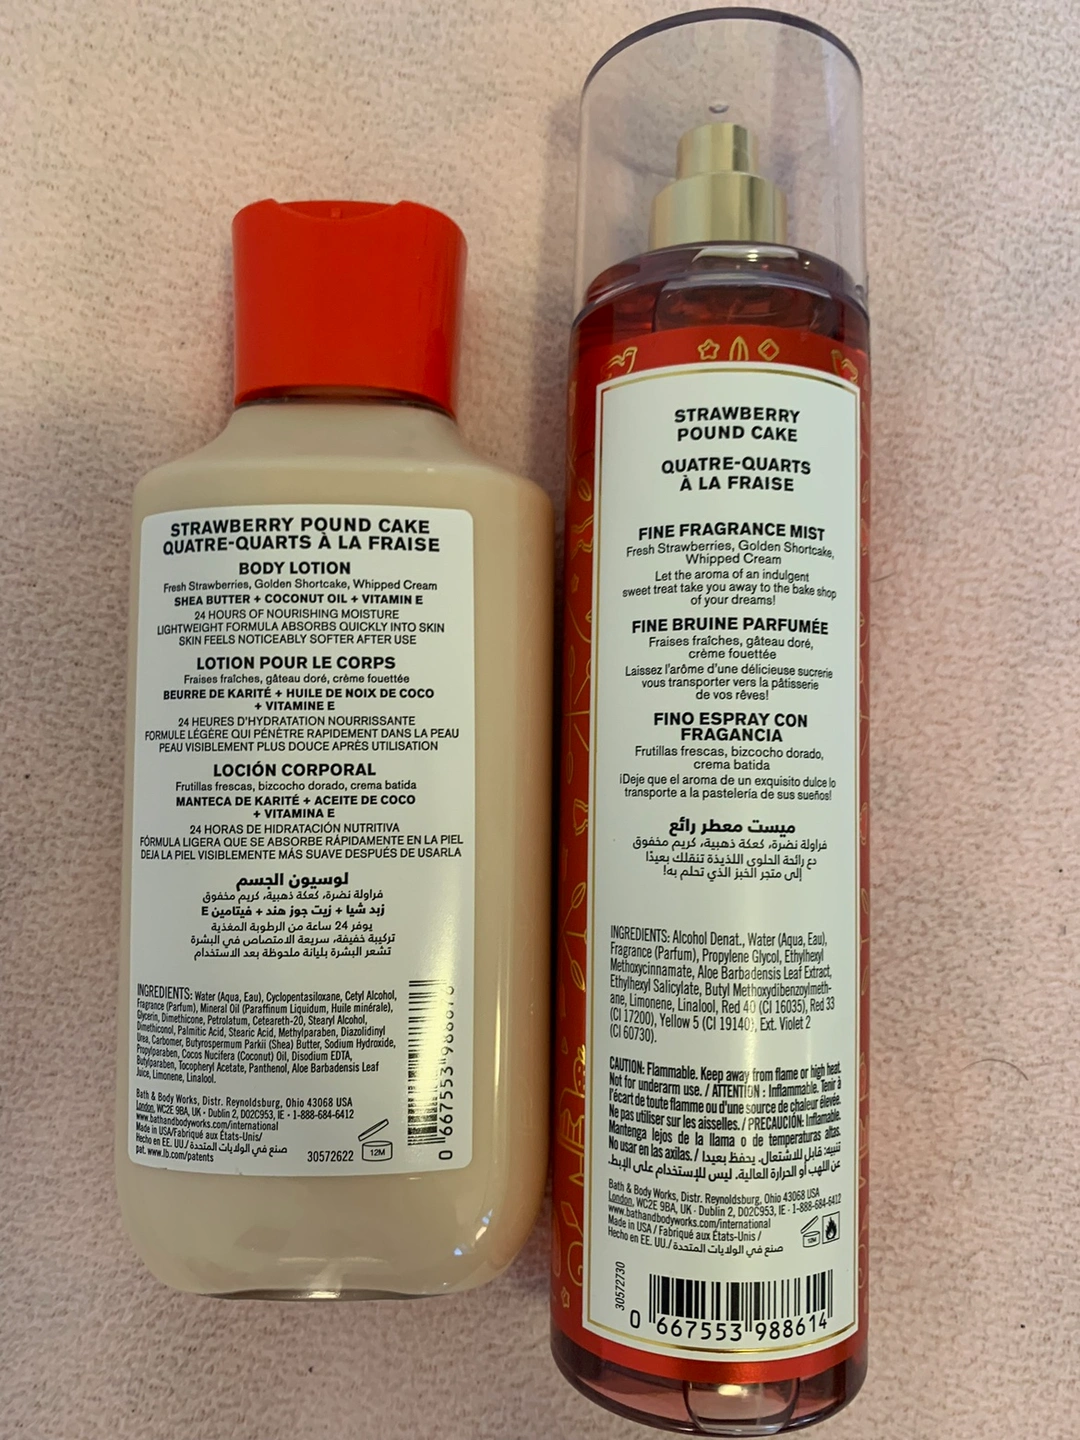 STRAWBERRY POUND CAKE
QUATRE-QUARTS À LA FRAISE
BODY LOTION
Fresh Strawberries, Golden Shortcake, Whipped Cream
SHEA BUTTER + COCONUT OIL + VITAMIN E
24 HOURS OF NOURISHING MOISTURE
LIGHTWEIGHT FORMULA ABSORBS QUICKLY INTO SKIN
SKIN FEELS NOTICEABLY SOFTER AFTER USE
LOTION POUR LE CORPS
Fraises fraîches, gâteau doré, crème fouettée
BEURRE DE KARITÉ + HUILE DE NOIX DE COCO
+ VITAMINE E
24 HEURES D'HYDRATATION NOURRISSANTE
FORMULE LÉGÈRE QUI PÉNÈTRE RAPIDEMENT DANS LA PEAU
PEAU VISIBLEMENT PLUS DOUCE APRÈS UTILISATION
LOCIÓN CORPORAL
Frutillas frescas, bizcocho dorado, crema batida
MANTECA DE KARITÉ + ACEITE DE COCO
+ VITAMINA E
24 HORAS DE HIDRATACIÓN NUTRITIVA
FÓRMULA LIGERA QUE SE ABSORBE RÁPIDAMENTE EN LA PIEL
DEJA LA PIEL VISIBLEMENTE MÁS SUAVE DESPUÉS DE USARLA
لوسيون الجسم
فراولة نضرة، كعكة ذهبية، كريم مخفوق
زبد شيا + زيت جوز هند + فيتامين E
يوفر 24 ساعة من الرطوبة المغذية
تركيبة خفيفة، سريعة الامتصاص في البشرة
تشعر البشرة بليانة ملحوظة بعد الاستخدام
INGREDIENTS: Water (Aqua, Eau), Cyclopentasiloxane, Cetyl Alcohol,
Fragrance (Parfum), Mineral Oil (Paraffinum Liquidum, Huile minérale),
Glycerin, Dimethicone, Petrolatum, Ceteareth-20, Stearyl Alcohol,
Dimethiconol, Palmitic Acid, Stearic Acid, Methylparaben, Diazolidinyl
Urea, Carbomer, Butyrospermum Parkii (Shea) Butter, Sodium Hydroxide,
Propylparaben, Cocos Nucifera (Coconut) Oil, Disodium EDTA,
Butylparaben, Tocopheryl Acetate, Panthenol, Aloe Barbadensis Leaf
Juice, Limonene, Linalool.
Bath & Body Works, Distr. Reynoldsburg, Ohio 43068 USA
London, WC2E 9BA, UK · Dublin 2, D02C953, IE · 1-888-684-6412
www.bathandbodyworks.com/international
Made in USA/Fabriqué aux États-Unis/
Hecho en EE. UU./صنع في الولايات المتحدة
pat. www.lb.com/patents
30572622
12M
0 667553
STRAWBERRY
POUND CAKE
QUATRE-QUARTS
À LA FRAISE
FINE FRAGRANCE MIST
Fresh Strawberries, Golden Shortcake,
Whipped Cream
Let the aroma of an indulgent
sweet treat take you away to the bake shop
of your dreams!
FINE BRUINE PARFUMÉE
Fraises fraîches, gâteau doré,
crème fouettée
Laissez l'arôme d'une délicieuse sucrerie
vous transporter vers la pâtisserie
de vos rêves!
FINO ESPRAY CON
FRAGANCIA
Frutillas frescas, bizcocho dorado,
crema batida
¡Deje que el aroma de un exquisito dulce lo
transporte a la pastelería de sus sueños!
ميست معطر رائع
فراولة نضرة، كعكة ذهبية، كريم مخفوق
دع رائحة الحلوى اللذيذة تنقلك بعيدًا
إلى متجر الخبز الذي تحلم به!
INGREDIENTS: Alcohol Denat., Water (Aqua, Eau),
Fragrance (Parfum), Propylene Glycol, Ethylhexyl
Methoxycinnamate, Aloe Barbadensis Leaf Extract,
Ethylhexyl Salicylate, Butyl Methoxydibenzoylmeth-
ane, Limonene, Linalool, Red 40 (CI 16035), Red 33
(CI 17200), Yellow 5 (CI 19140), Ext. Violet 2
(CI 60730).
CAUTION: Flammable. Keep away from flame or high heat.
Not for underarm use. / ATTENTION : Inflammable. Tenir à
l'écart de toute flamme ou d'une source de chaleur élevée.
Ne pas utiliser sur les aisselles. / PRECAUCIÓN: Inflamable.
Mantenga lejos de la llama o de temperaturas altas.
No usar en las axilas. / تنبيه: قابل للاشتعال. يحفظ بعيدا
عن اللهب أو الحرارة العالية. ليس للإستخدام على الإبط.
Bath & Body Works, Distr. Reynoldsburg, Ohio 43068 USA
London, WC2E 9BA, UK · Dublin 2, D02C953, IE · 1-888-684-6412
www.bathandbodyworks.com/international
Made in USA / Fabriqué aux États-Unis /
Hecho en EE. UU./صنع في الولايات المتحدة
12M
30572730
0 667553 988614